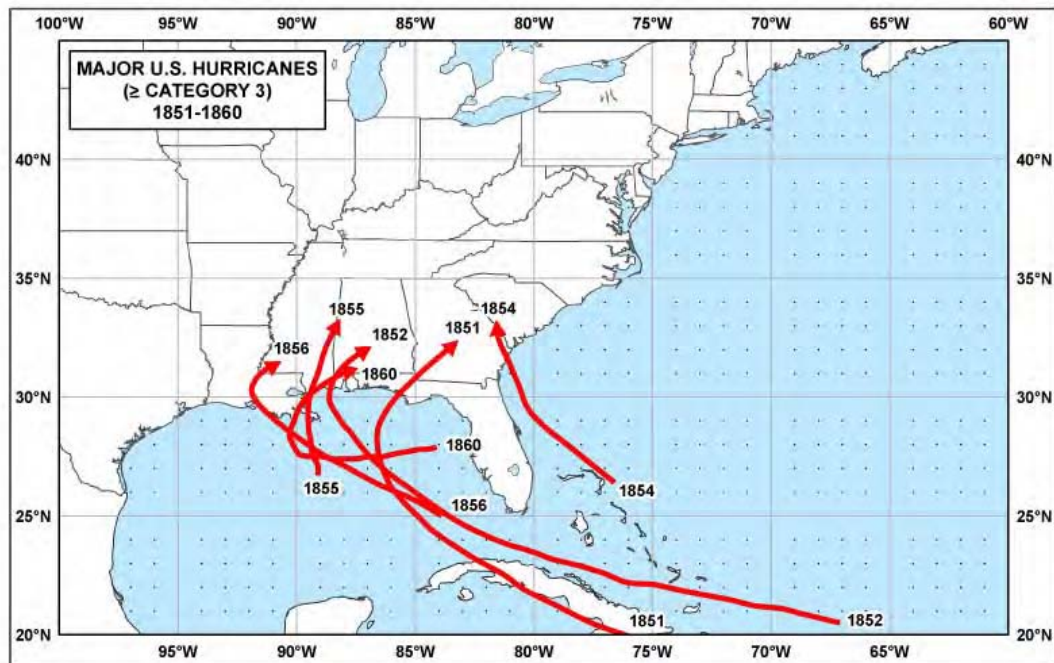 95°W 90°W 85°W 80°W 75°W 70°W 65°W 60°W
100°W
MAJOR U.S. HURRICANES
(≥ CATEGORY 3)
1851-1860
40°N 40°N
35°N 35°N
1855 1854
1852 1851
1856
1860
30°N 30°N
1860
1855 1856 1854
25°N 25°N
1851 1852
20°N 20°N
95°W 90°W 85°W 80°W 75°W 70°W 65°W